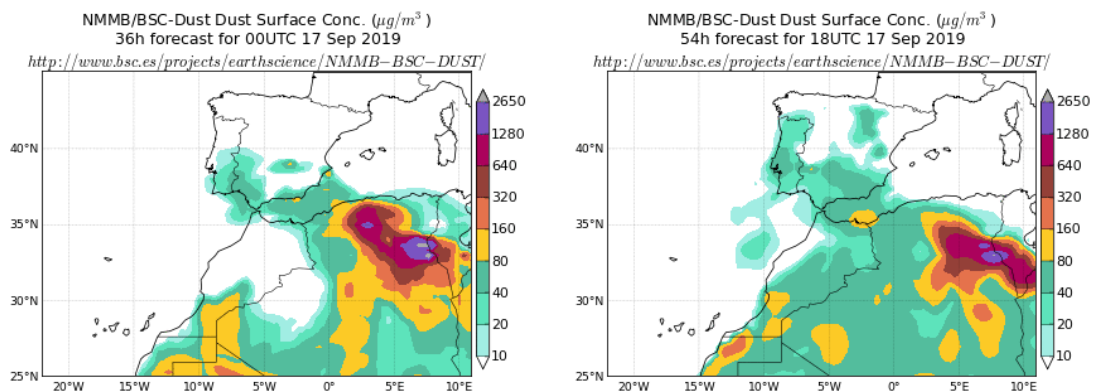 NMMB/BSC-Dust Dust Surface Conc. (μg/m³)
36h forecast for 00UTC 17 Sep 2019
http://www.bsc.es/projects/earthscience/NMMB−BSC−DUST/
40°N
35°N
30°N
25°N
20°W
15°W
10°W
5°W
0°
5°E
10°E
2650
1280
640
320
160
80
40
20
10
NMMB/BSC-Dust Dust Surface Conc. (μg/m³)
54h forecast for 18UTC 17 Sep 2019
http://www.bsc.es/projects/earthscience/NMMB−BSC−DUST/
40°N
35°N
30°N
25°N
20°W
15°W
10°W
5°W
0°
5°E
10°E
2650
1280
640
320
160
80
40
20
10